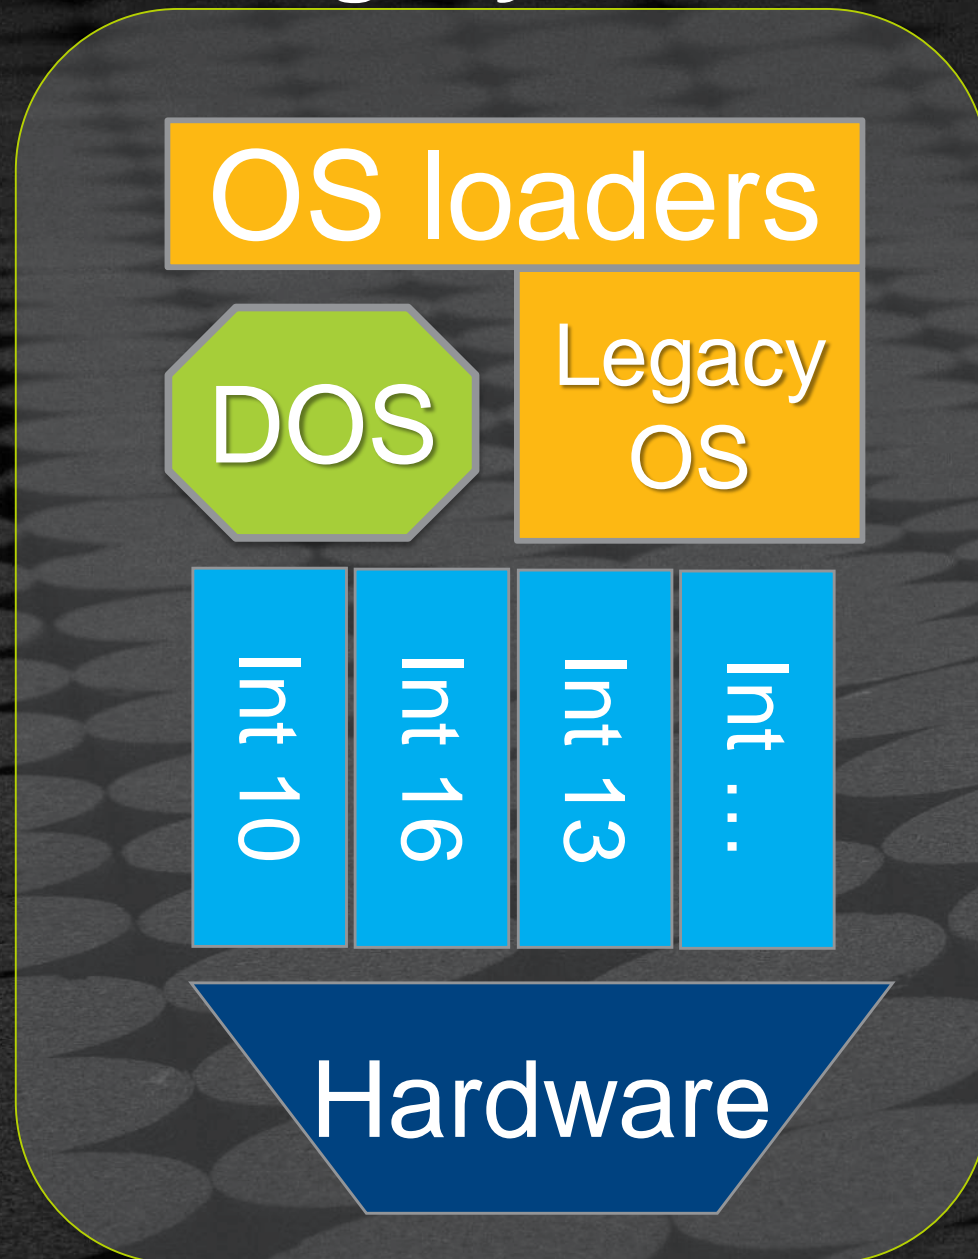 OS loaders
DOS
Legacy
OS
Int 10
Int 16
Int 13
Int ...
Hardware